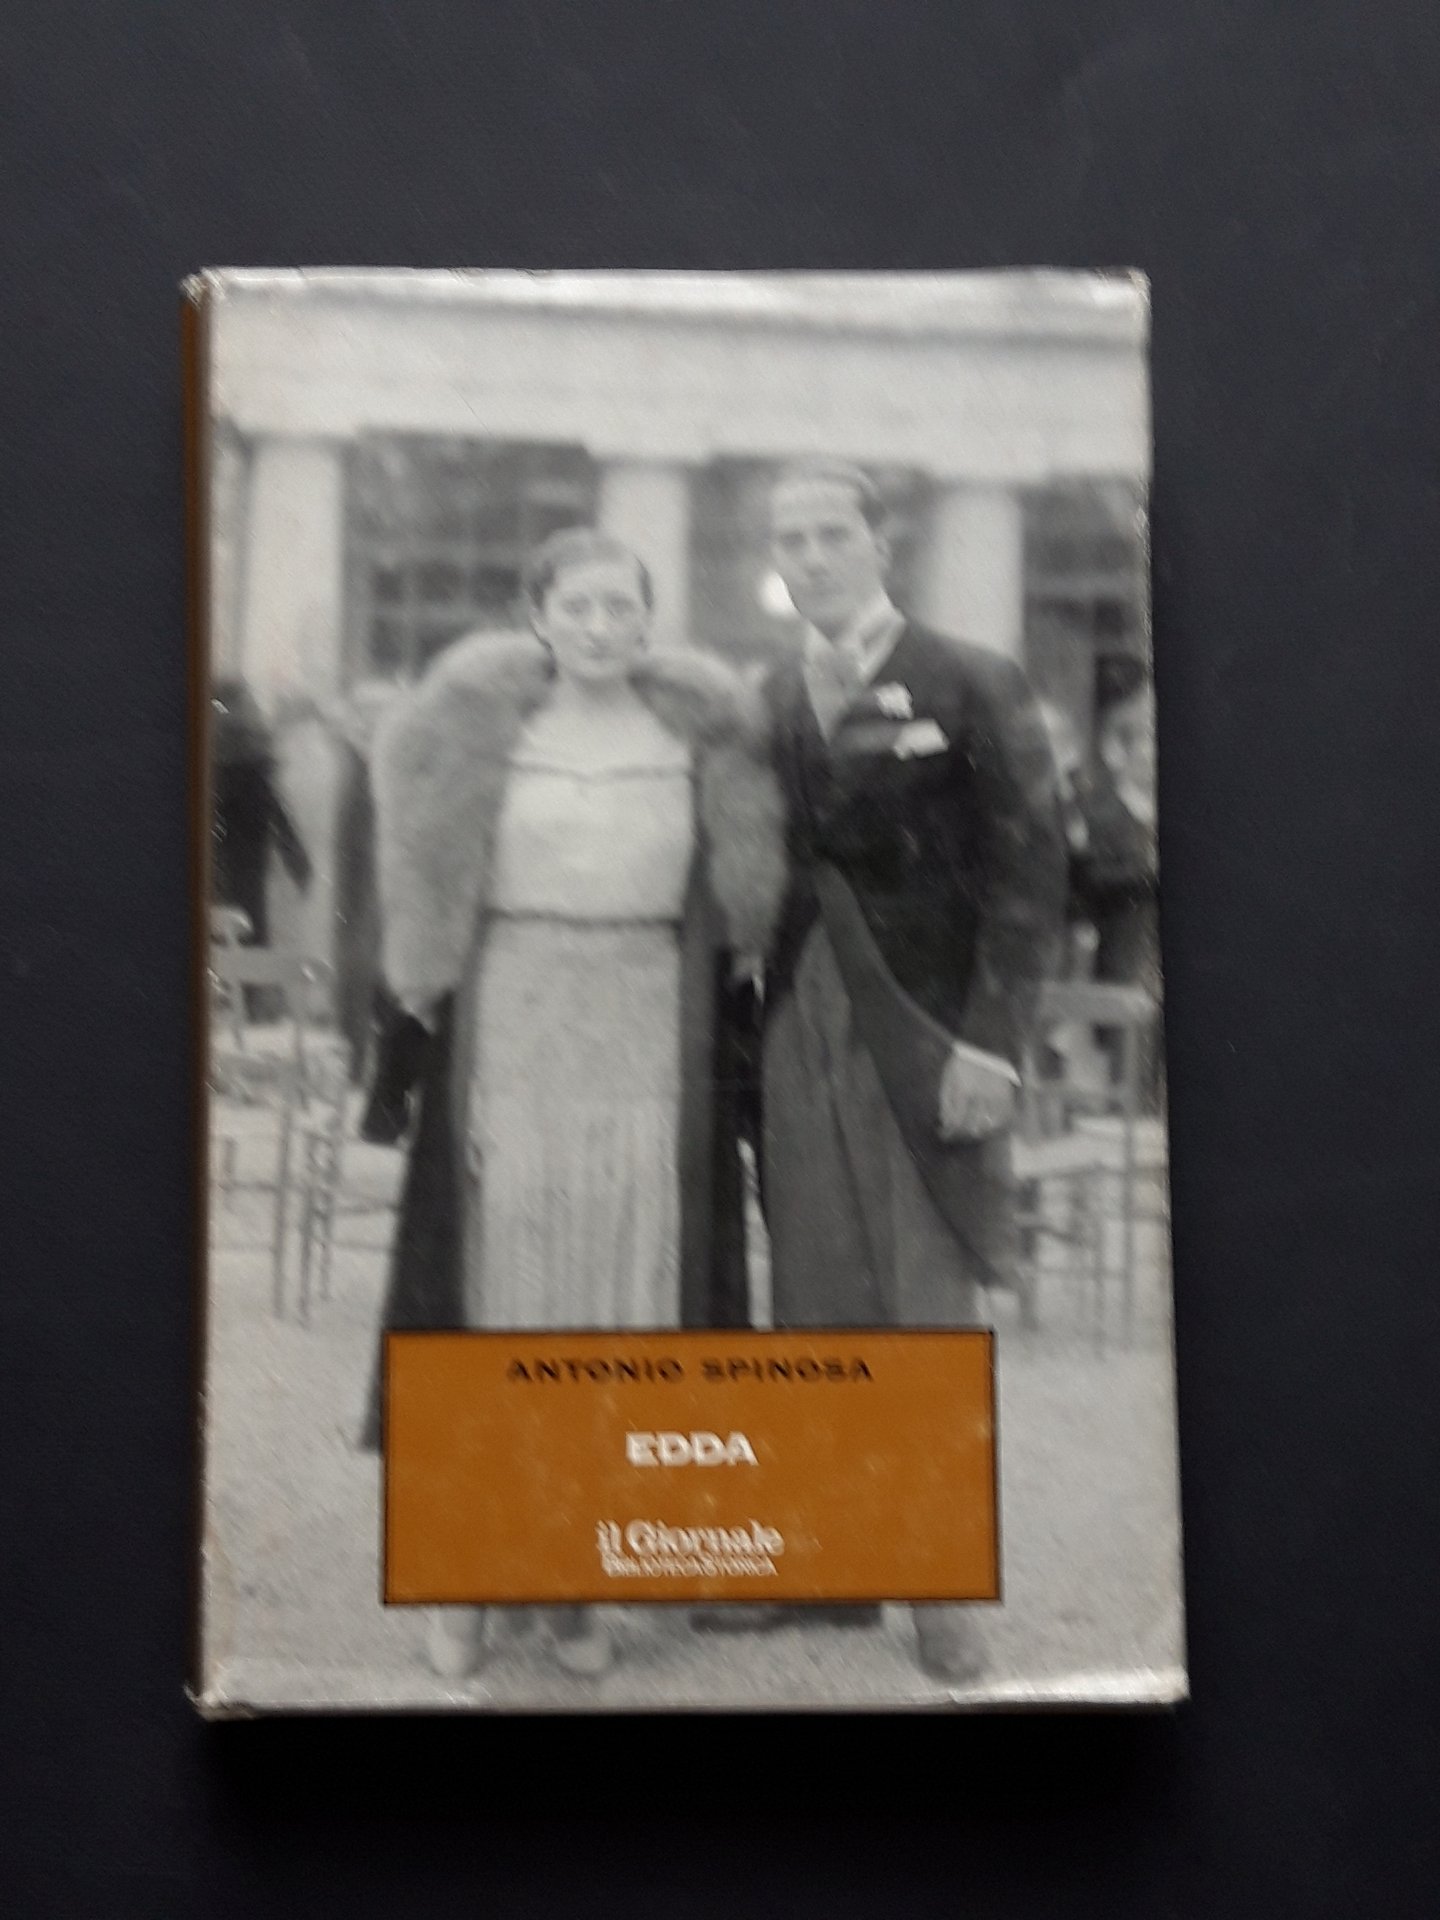 ANTONIO SPINOSA
EDDA
il Giornale
BIBLIOTECA STORICA